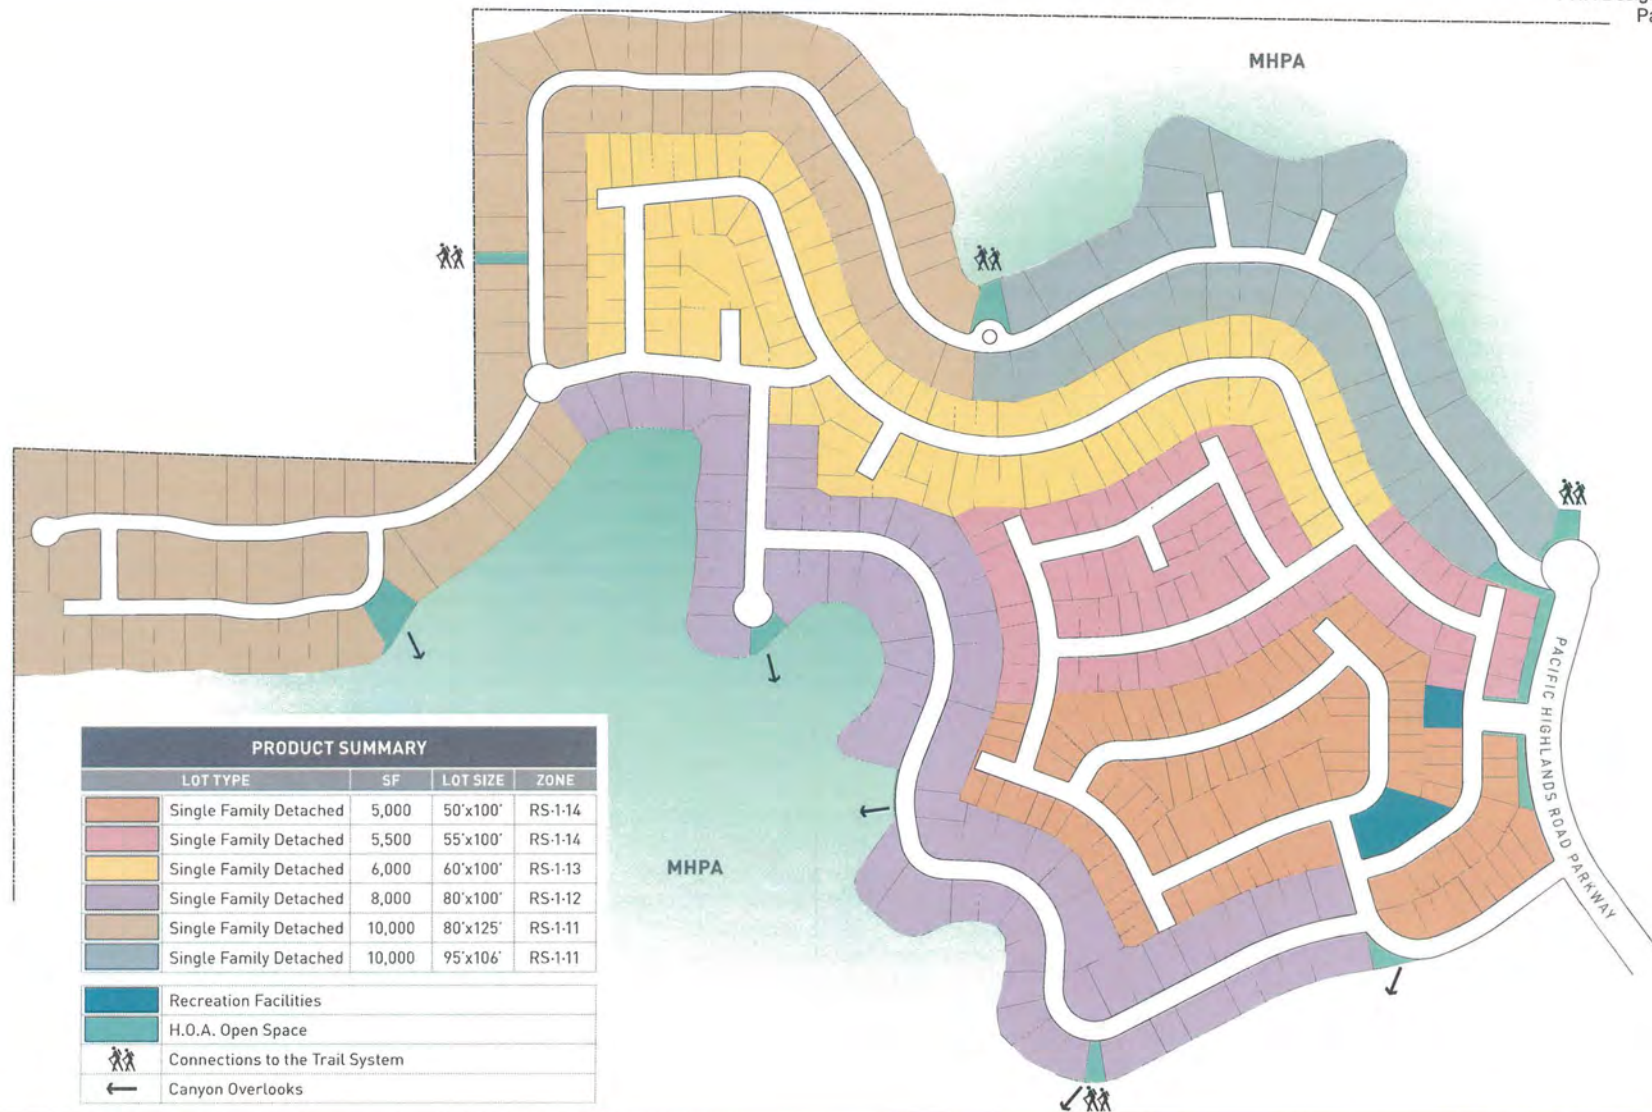 Pa
MHPA
PACIFIC HIGHLANDS ROAD PARKWAY
MHPA
PRODUCT SUMMARY
LOT TYPE SF LOT SIZE ZONE
Single Family Detached 5,000 50'x100' RS-1-14
Single Family Detached 5,500 55'x100' RS-1-14
Single Family Detached 6,000 60'x100' RS-1-13
Single Family Detached 8,000 80'x100' RS-1-12
Single Family Detached 10,000 80'x125' RS-1-11
Single Family Detached 10,000 95'x106' RS-1-11
Recreation Facilities
H.O.A. Open Space
Connections to the Trail System
Canyon Overlooks